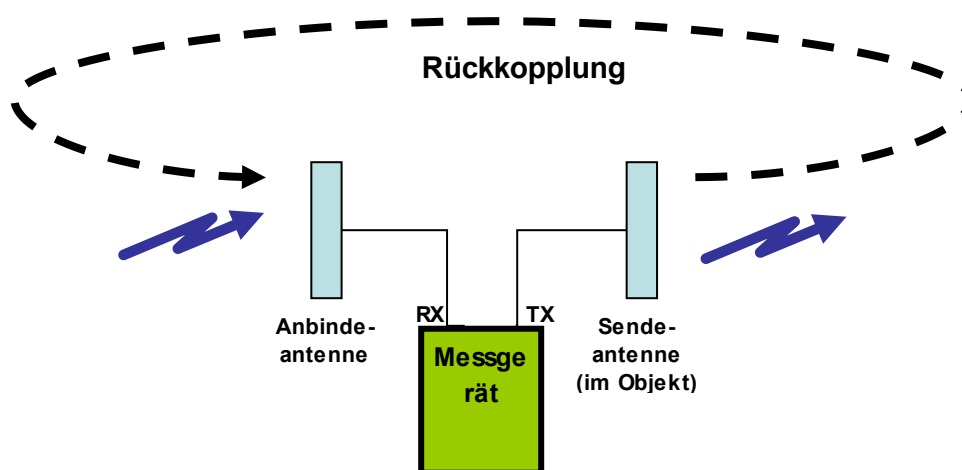 Rückkopplung
RX
TX
Anbinde-
antenne
Messge
rät
Sende-
antenne
(im Objekt)